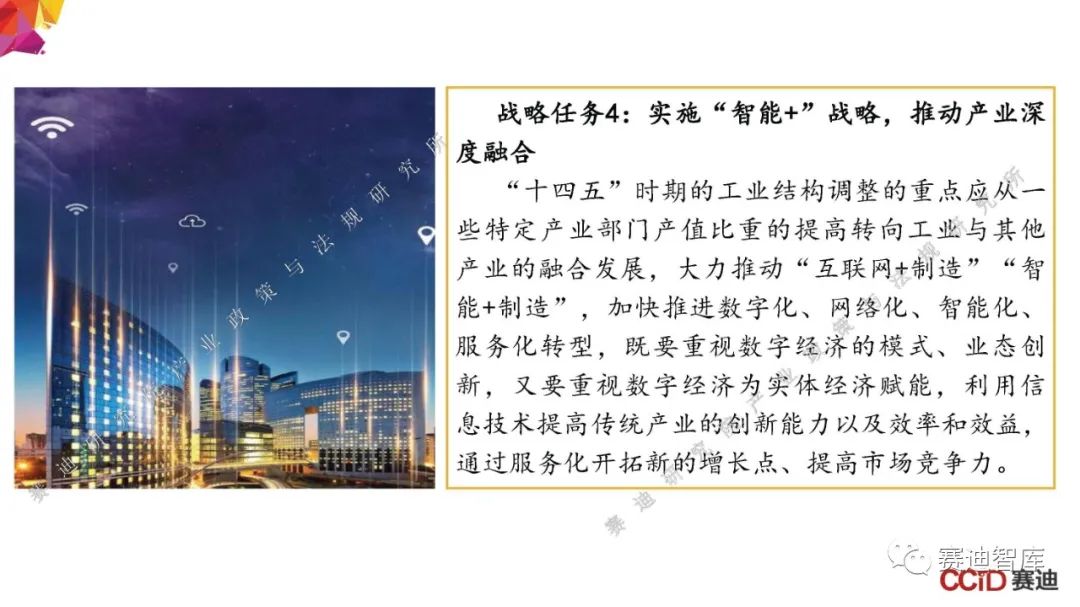 战略任务4：实施“智能+”战略，推动产业深
度融合
“十四五”时期的工业结构调整的重点应从一
些特定产业部门产值比重的提高转向工业与其他
产业的融合发展，大力推动“互联网+制造”“智
能+制造”，加快推进数字化、网络化、智能化、
服务化转型，既要重视数字经济的模式、业态创
新，又要重视数字经济为实体经济赋能，利用信
息技术提高传统产业的创新能力以及效率和效益，
通过服务化开拓新的增长点、提高市场竞争力。
赛迪研究院产业政策与法规研究所
赛迪研究院产业政策与法规研究所
赛迪智库
CCID 赛迪